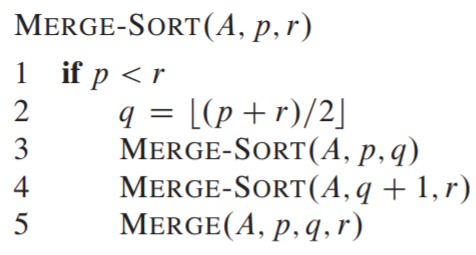 MERGE-SORT(A, p, r)
1 if p < r
2 q = ⌊(p + r)/2⌋
3 MERGE-SORT(A, p, q)
4 MERGE-SORT(A, q + 1, r)
5 MERGE(A, p, q, r)